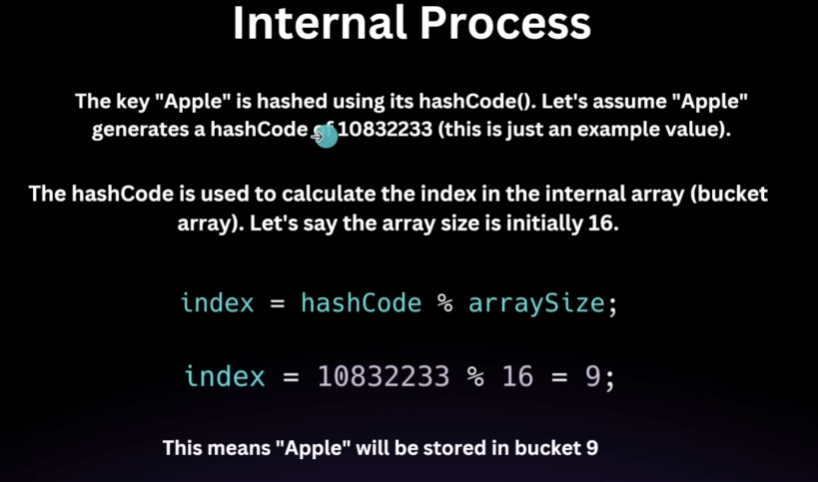 Internal Process
The key "Apple" is hashed using its hashCode(). Let's assume "Apple"
generates a hashCode of 10832233 (this is just an example value).
The hashCode is used to calculate the index in the internal array (bucket
array). Let's say the array size is initially 16.
index = hashCode % arraySize;
index = 10832233 % 16 = 9;
This means "Apple" will be stored in bucket 9